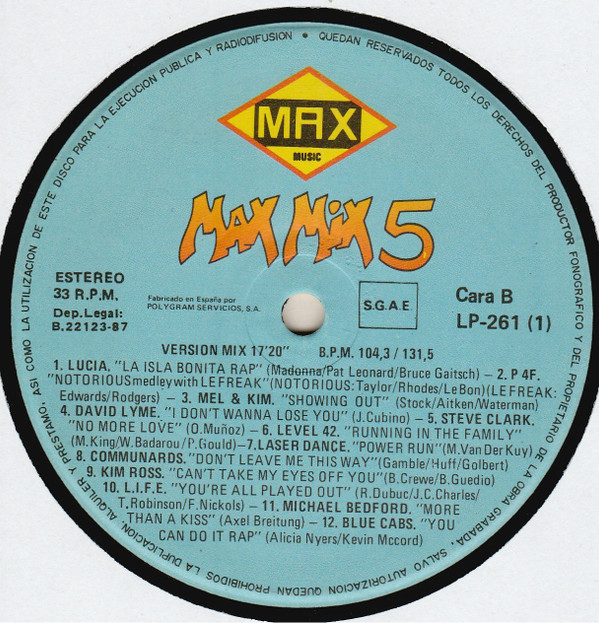 QUEDAN RESERVADOS TODOS LOS DERECHOS DEL PRODUCTOR FONOGRAFICO Y DEL PROPIETARIO DE LA OBRA GRABADA. SALVO AUTORIZACION QUEDAN PROHIBIDOS LA DUPLICACION, ALQUILER Y PRESTAMO, ASI COMO LA UTILIZACION DE ESTE DISCO PARA LA EJECUCION PUBLICA Y RADIODIFUSION •
MAX
MUSIC
MAX MIX 5
ESTEREO
33 R.P.M.
Dep.Legal:
B.22123-87
Fabricado en España por
POLYGRAM SERVICIOS, S.A.
S.G.A.E.
Cara B
LP-261 (1)
VERSION MIX 17'20" B.P.M. 104,3 / 131,5
1. LUCIA. "LA ISLA BONITA RAP" (Madonna/Pat Leonard/Bruce Gaitsch) - 2. P 4F.
"NOTORIOUS medley with LE FREAK" (NOTORIOUS: Taylor/Rhodes/Le Bon) (LE FREAK:
Edwards/Rodgers) - 3. MEL & KIM. "SHOWING OUT" (Stock/Aitken/Waterman)
4. DAVID LYME. "I DON'T WANNA LOSE YOU" (J.Cubino) - 5. STEVE CLARK.
"NO MORE LOVE" (O.Muñoz) - 6. LEVEL 42. "RUNNING IN THE FAMILY"
(M.King/W.Badarou/P.Gould) - 7. LASER DANCE. "POWER RUN" (M.Van Der Kuy)
8. COMMUNARDS. "DON'T LEAVE ME THIS WAY" (Gamble/Huff/Golbert)
9. KIM ROSS. "CAN'T TAKE MY EYES OFF YOU" (B.Crewe/B.Guedio)
10. L.I.F.E. "YOU'RE ALL PLAYED OUT" (R.Dubuc/J.C.Charles/
T.Robinson/F.Nickols) - 11. MICHAEL BEDFORD. "MORE
THAN A KISS" (Axel Breitung) - 12. BLUE CABS. "YOU
CAN DO IT RAP" (Alicia Nyers/Kevin Mccord)